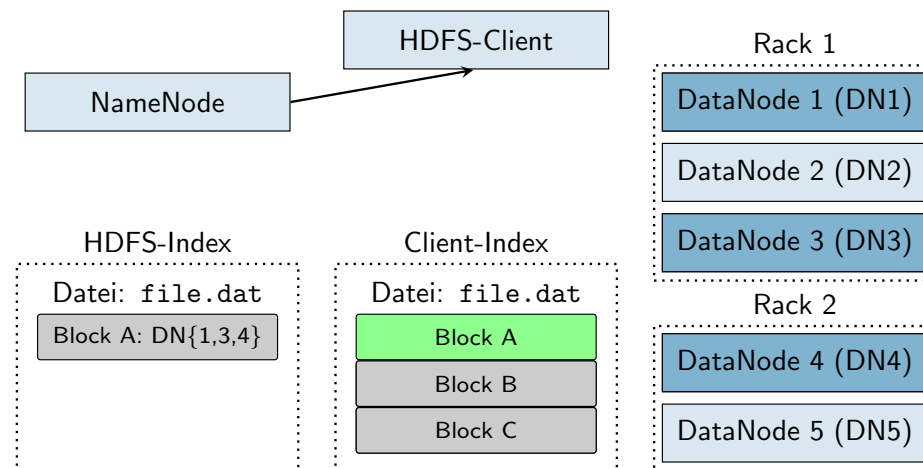 HDFS-Client
NameNode
Rack 1
DataNode 1 (DN1)
DataNode 2 (DN2)
DataNode 3 (DN3)
Rack 2
DataNode 4 (DN4)
DataNode 5 (DN5)
HDFS-Index
Datei: file.dat
Block A: DN{1,3,4}
Client-Index
Datei: file.dat
Block A
Block B
Block C